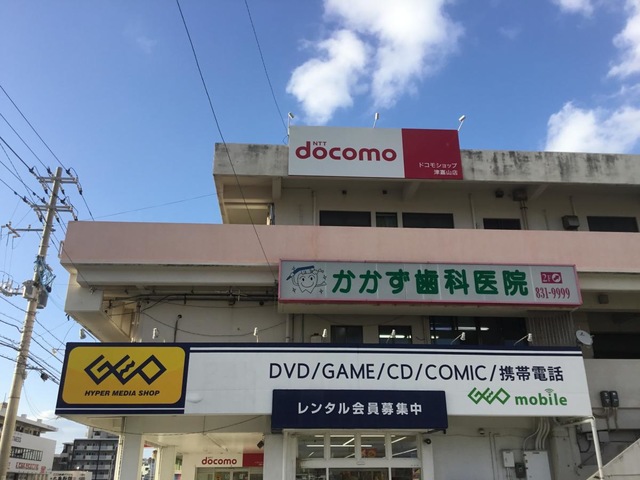 NTT
docomo
ドコモショップ
津嘉山店
かかず歯科医院
2F
831-9999
GEO
HYPER MEDIA SHOP
DVD/GAME/CD/COMIC/携帯電話
GEO mobile
レンタル会員募集中
docomo